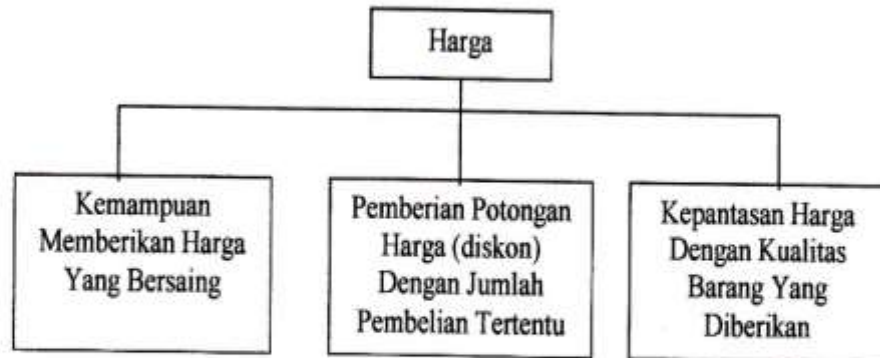 Harga
Kemampuan
Memberikan Harga
Yang Bersaing
Pemberian Potongan
Harga (diskon)
Dengan Jumlah
Pembelian Tertentu
Kepantasan Harga
Dengan Kualitas
Barang Yang
Diberikan